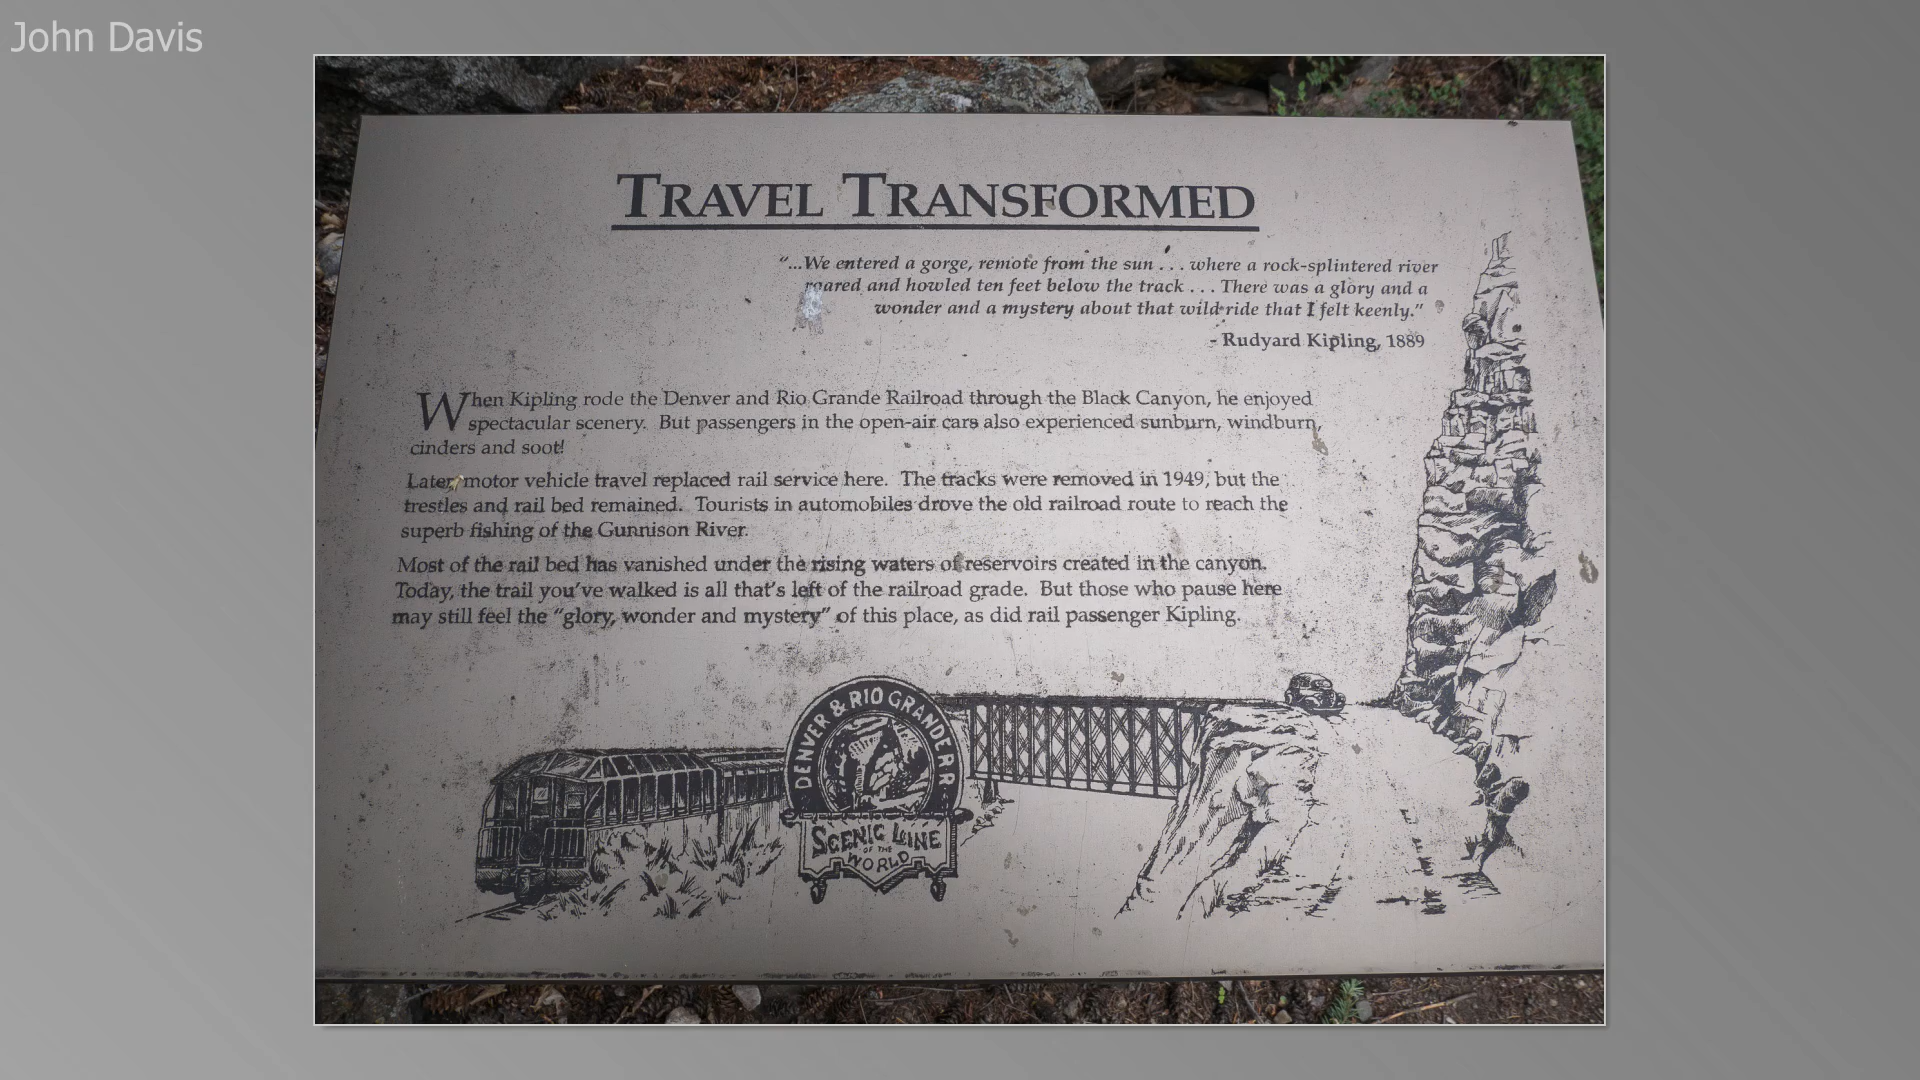 John Davis
TRAVEL TRANSFORMED
"...We entered a gorge, remote from the sun . . . where a rock-splintered river
roared and howled ten feet below the track . . . There was a glory and a
wonder and a mystery about that wild ride that I felt keenly."
- Rudyard Kipling, 1889
When Kipling rode the Denver and Rio Grande Railroad through the Black Canyon, he enjoyed
spectacular scenery. But passengers in the open-air cars also experienced sunburn, windburn,
cinders and soot!
Later, motor vehicle travel replaced rail service here. The tracks were removed in 1949, but the
trestles and rail bed remained. Tourists in automobiles drove the old railroad route to reach the
superb fishing of the Gunnison River.
Most of the rail bed has vanished under the rising waters of reservoirs created in the canyon.
Today, the trail you've walked is all that's left of the railroad grade. But those who pause here
may still feel the "glory, wonder and mystery" of this place, as did rail passenger Kipling.
DENVER & RIO GRANDE RR
SCENIC LINE
OF THE
WORLD